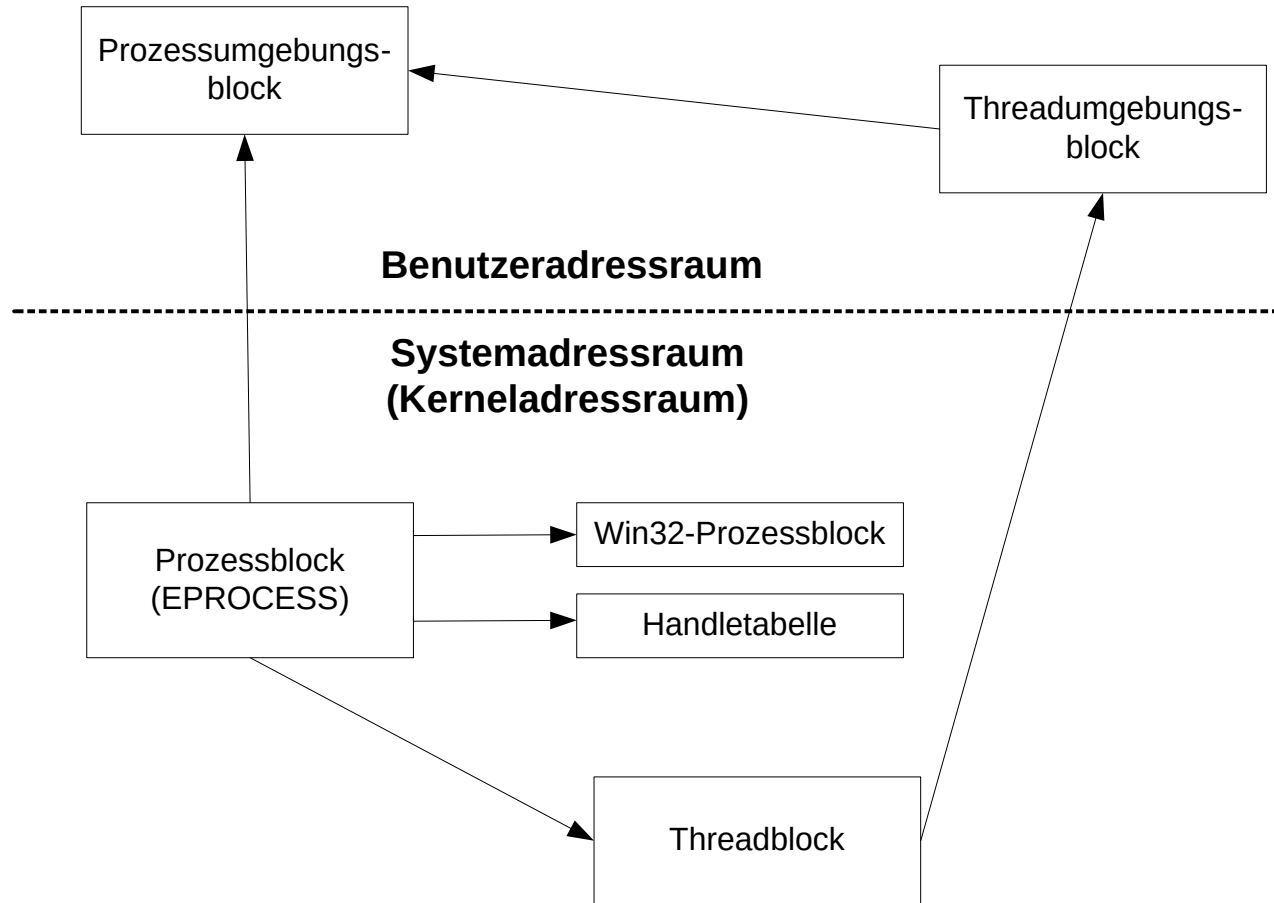 Prozessumgebungs-
block
Threadumgebungs-
block
Benutzeradressraum
Systemadressraum
(Kerneladressraum)
Prozessblock
(EPROCESS)
Win32-Prozessblock
Handletabelle
Threadblock